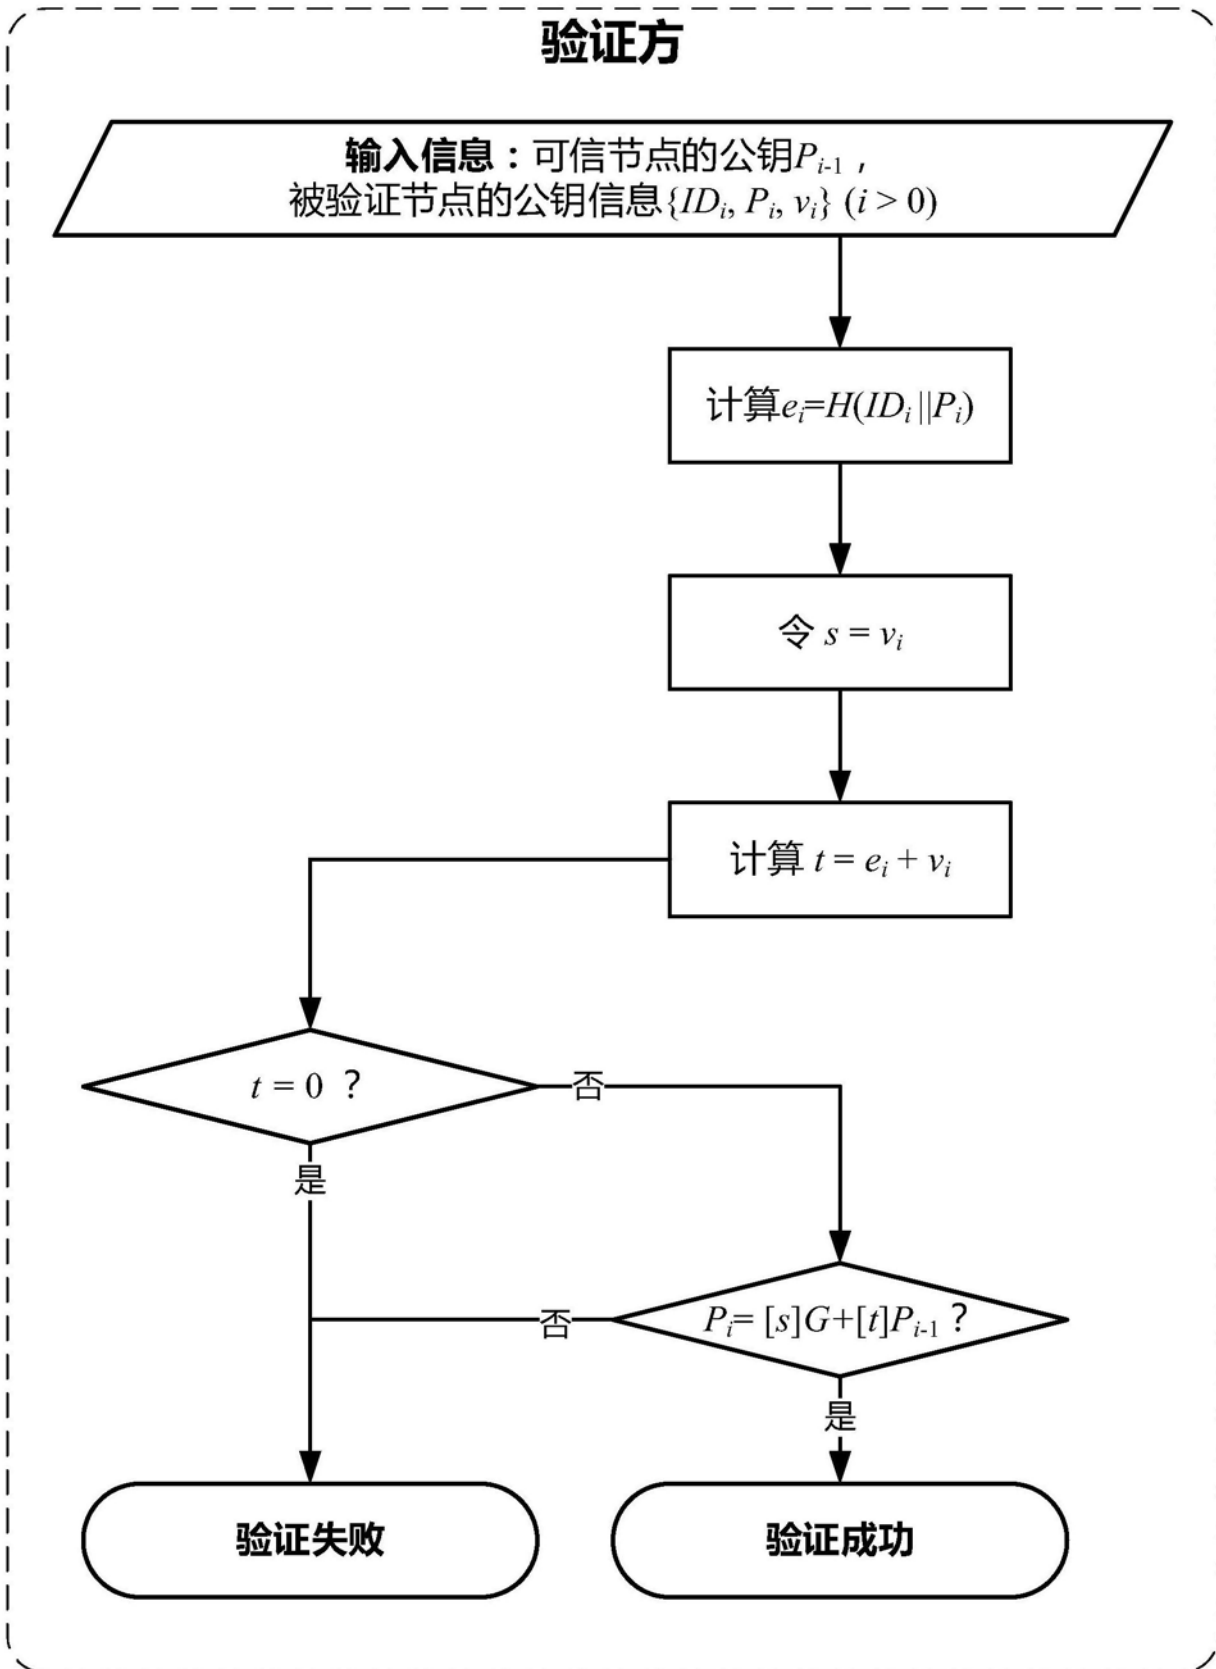 验证方
输入信息：可信节点的公钥P_{i-1}，
被验证节点的公钥信息{ID_i, P_i, v_i} (i > 0)
计算e_i=H(ID_i||P_i)
令 s = v_i
计算 t = e_i + v_i
t = 0 ？
否
是
P_i= [s]G+[t]P_{i-1} ?
否
是
验证失败
验证成功